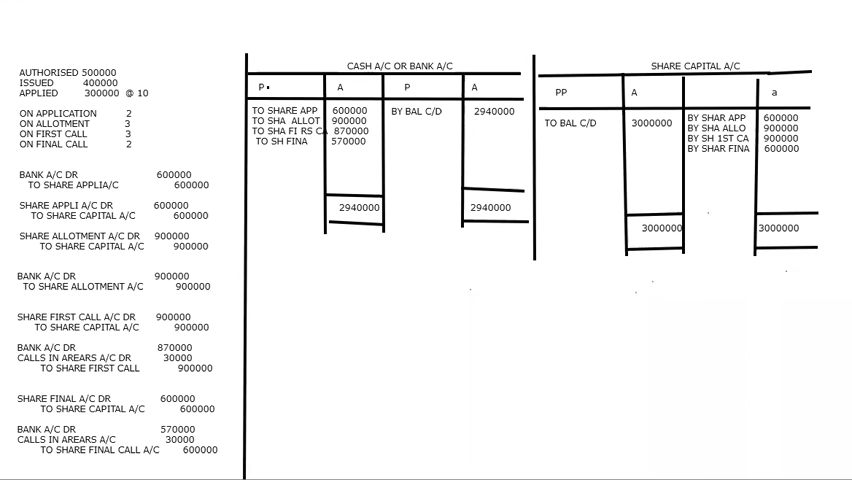 AUTHORISED 500000
ISSUED 400000
APPLIED 300000 @ 10
ON APPLICATION 2
ON ALLOTMENT 3
ON FIRST CALL 3
ON FINAL CALL 2
BANK A/C DR 600000
TO SHARE APPLIA/C 600000
SHARE APPLI A/C DR 600000
TO SHARE CAPITAL A/C 600000
SHARE ALLOTMENT A/C DR 900000
TO SHARE CAPITAL A/C 900000
BANK A/C DR 900000
TO SHARE ALLOTMENT A/C 900000
SHARE FIRST CALL A/C DR 900000
TO SHARE CAPITAL A/C 900000
BANK A/C DR 870000
CALLS IN AREARS A/C DR 30000
TO SHARE FIRST CALL 900000
SHARE FINAL A/C DR 600000
TO SHARE CAPITAL A/C 600000
BANK A/C DR 570000
CALLS IN AREARS A/C 30000
TO SHARE FINAL CALL A/C 600000
CASH A/C OR BANK A/C
P A P A
TO SHARE APP 600000 BY BAL C/D 2940000
TO SHA ALLOT 900000
TO SHA FI RS CA 870000
TO SH FINA 570000
2940000 2940000
SHARE CAPITAL A/C
PP A a
TO BAL C/D 3000000 BY SHAR APP 600000
BY SHA ALLO 900000
BY SH 1ST CA 900000
BY SHAR FINA 600000
3000000 3000000